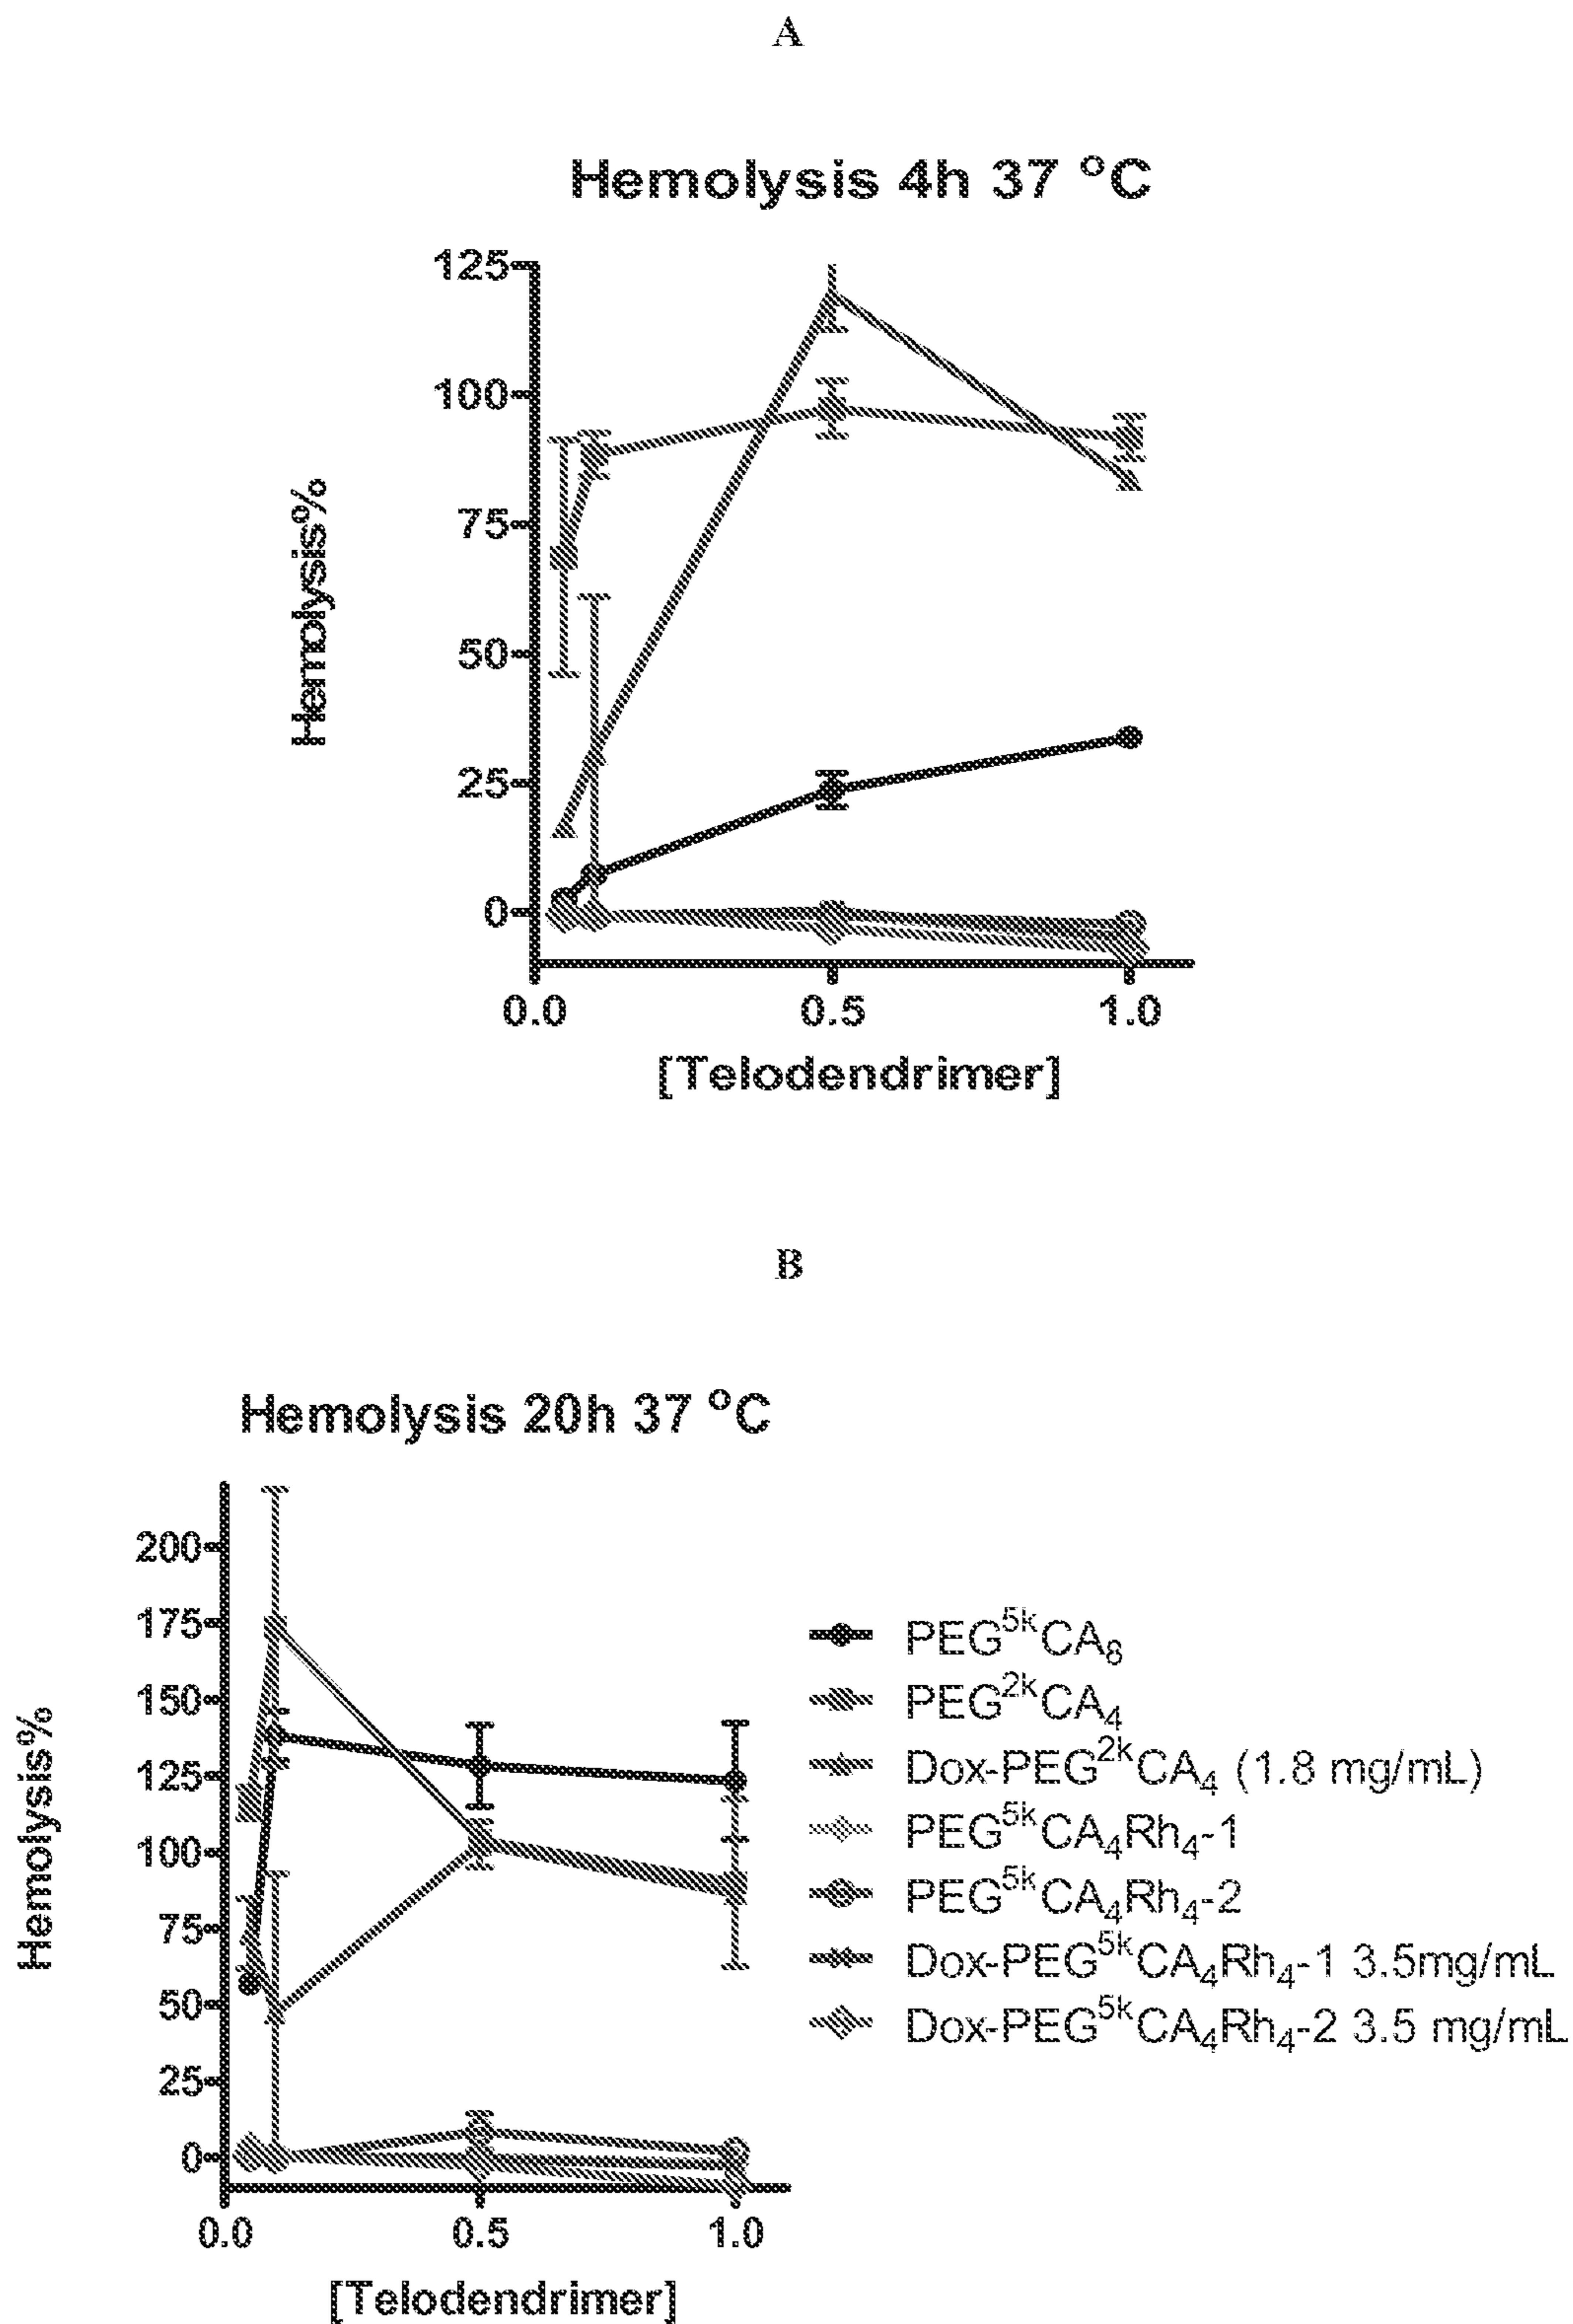 A
Hemolysis 4h 37 °C
125
100
75
50
25
0
Hemolysis%
0.0 0.5 1.0
[Telodendrimer]
B
Hemolysis 20h 37 °C
200
175
150
125
100
75
50
25
0
Hemolysis%
0.0 0.5 1.0
[Telodendrimer]
PEG5kCA8
PEG2kCA4
Dox-PEG2kCA4 (1.8 mg/mL)
PEG5kCA4Rh4-1
PEG5kCA4Rh4-2
Dox-PEG5kCA4Rh4-1 3.5mg/mL
Dox-PEG5kCA4Rh4-2 3.5 mg/mL